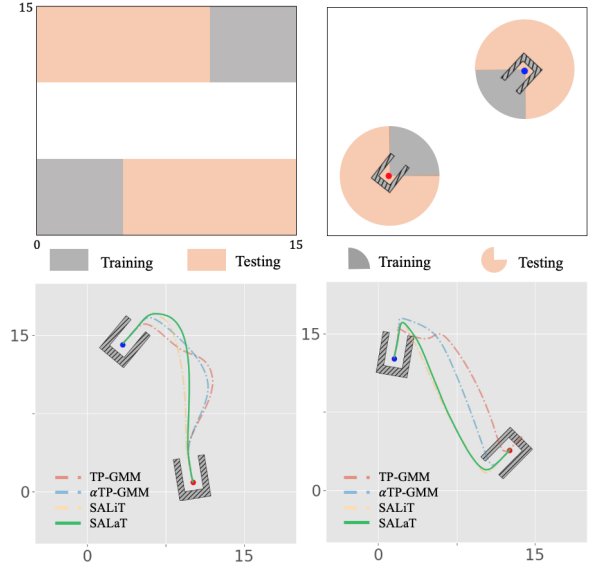 15
0
15
Training
Testing
Training
Testing
15
0
TP-GMM
αTP-GMM
SALiT
SALaT
0
15
15
0
TP-GMM
αTP-GMM
SALiT
SALaT
0
15